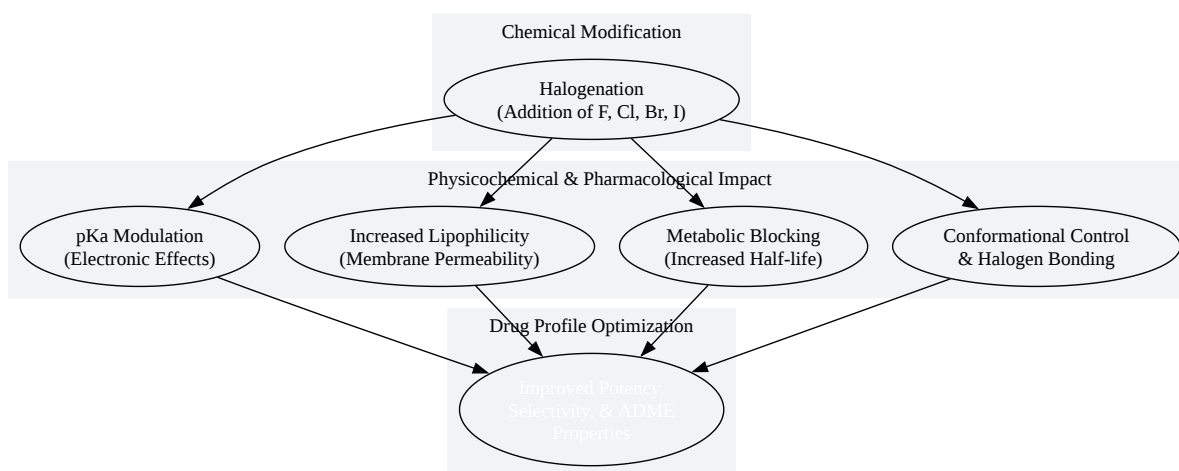 Chemical Modification
Halogenation
(Addition of F, Cl, Br, I)
Physicochemical & Pharmacological Impact
pKa Modulation
(Electronic Effects)
Increased Lipophilicity
(Membrane Permeability)
Metabolic Blocking
(Increased Half-life)
Conformational Control
& Halogen Bonding
Drug Profile Optimization
Improved Potency,
Selectivity, & ADME
Properties